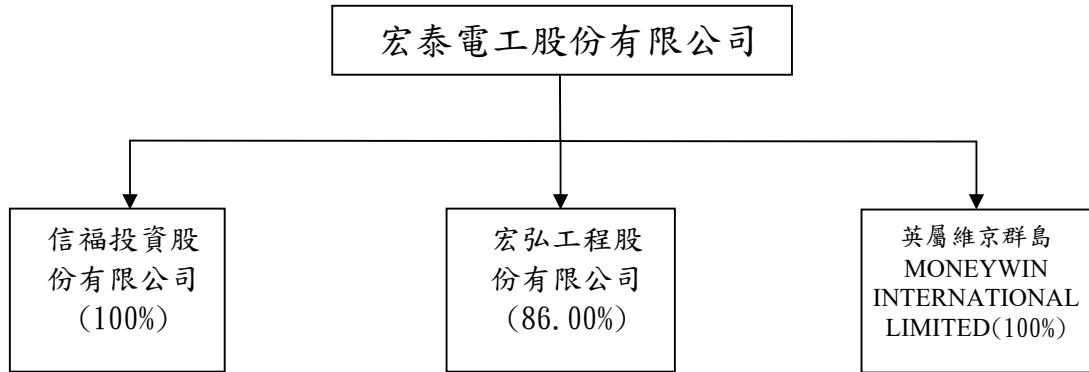 宏泰電工股份有限公司
信福投資股
份有限公司
(100%)
宏弘工程股
份有限公司
(86.00%)
英屬維京群島
MONEYWIN
INTERNATIONAL
LIMITED(100%)